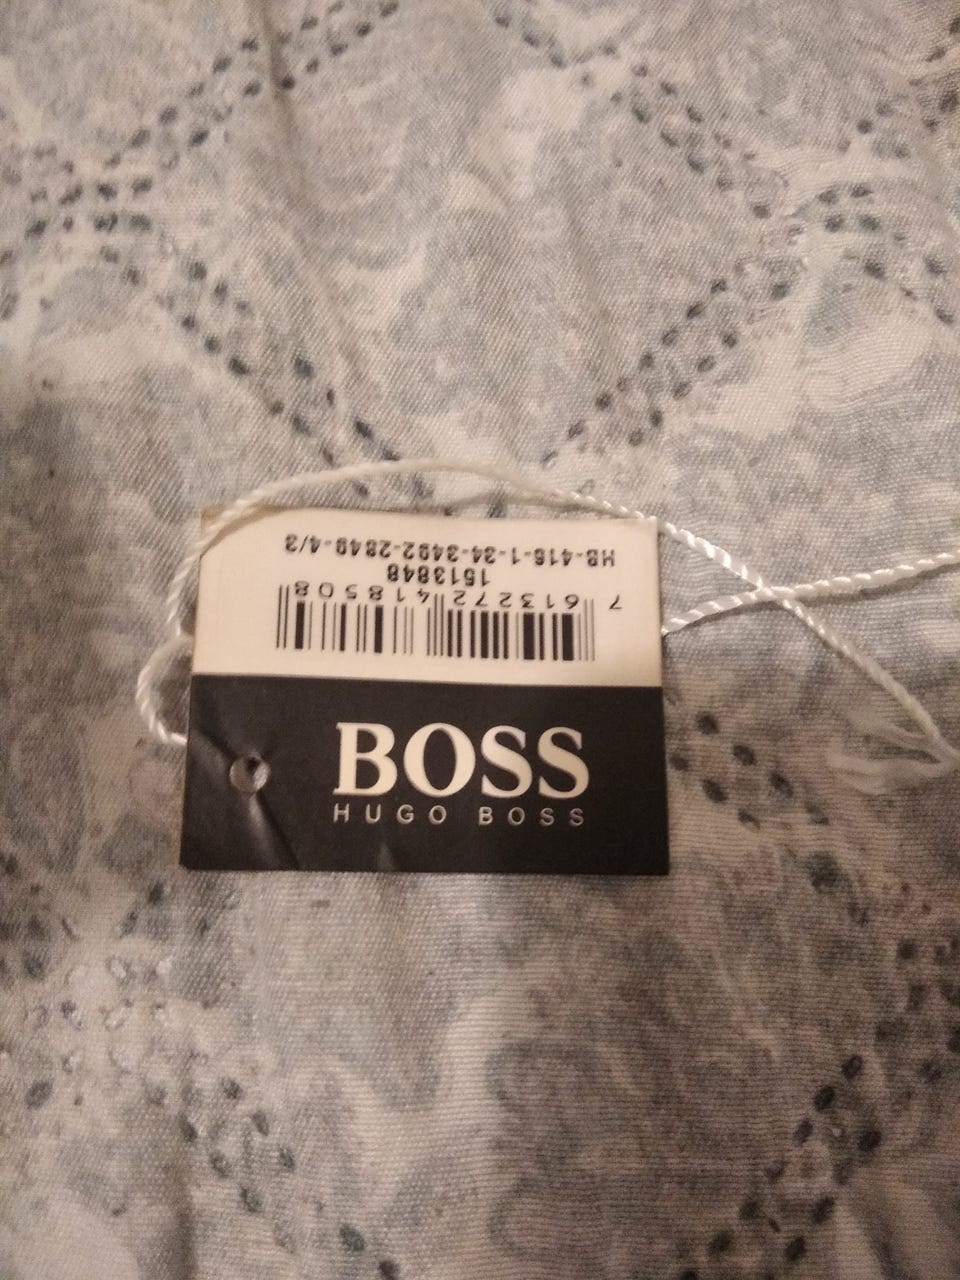 HB-416-1-34-3492-2849-4/3
1513848
7 613272 418508
BOSS
HUGO BOSS